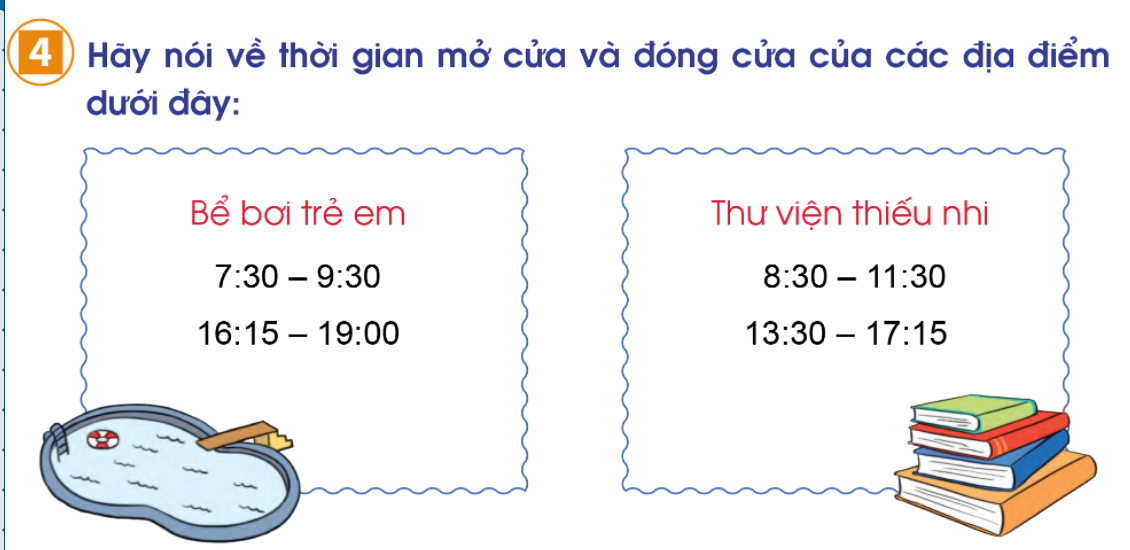 4 Hãy nói về thời gian mở cửa và đóng cửa của các địa điểm
dưới đây:
Bể bơi trẻ em
7:30 – 9:30
16:15 – 19:00
Thư viện thiếu nhi
8:30 – 11:30
13:30 – 17:15